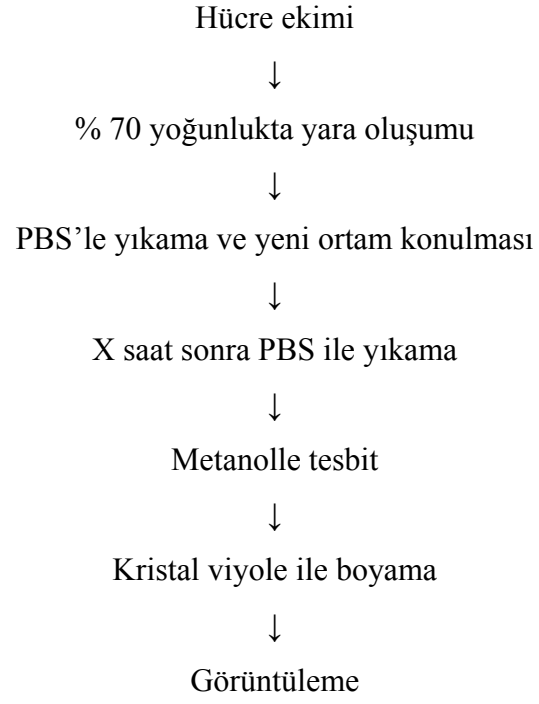 Hücre ekimi
↓
% 70 yoğunlukta yara oluşumu
↓
PBS’le yıkama ve yeni ortam konulması
↓
X saat sonra PBS ile yıkama
↓
Metanolle tesbit
↓
Kristal viyole ile boyama
↓
Görüntüleme